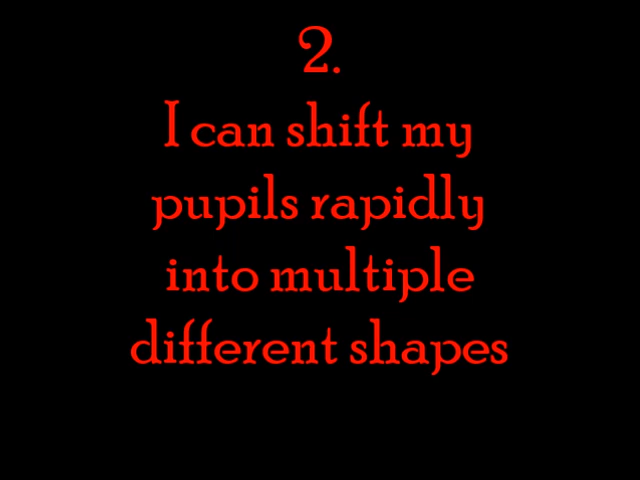 2.
I can shift my
pupils rapidly
into multiple
different shapes